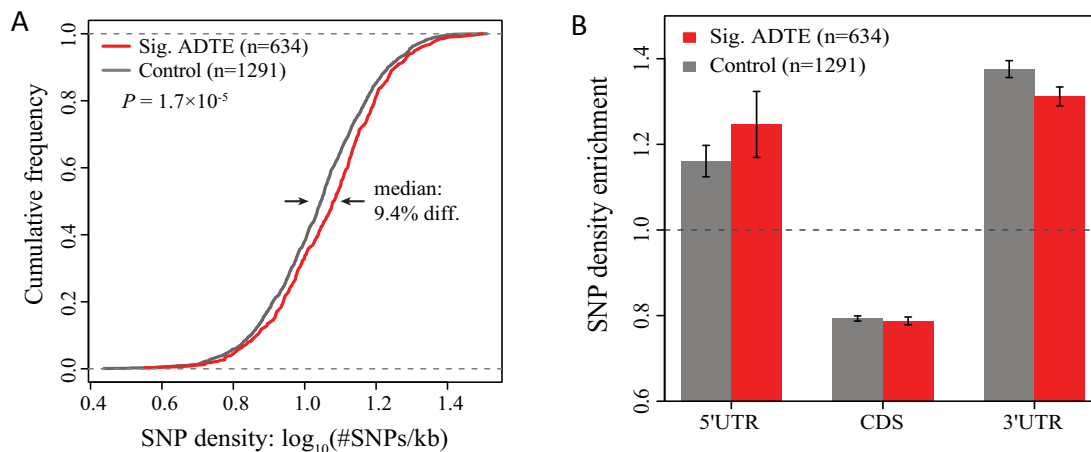 A
Cumulative frequency
0.0
0.2
0.4
0.6
0.8
1.0
Sig. ADTE (n=634)
Control (n=1291)
P = 1.7×10-5
median:
9.4% diff.
0.4
0.6
0.8
1.0
1.2
1.4
SNP density: log10(#SNPs/kb)
B
SNP density enrichment
0.6
0.8
1.0
1.2
1.4
Sig. ADTE (n=634)
Control (n=1291)
5'UTR
CDS
3'UTR